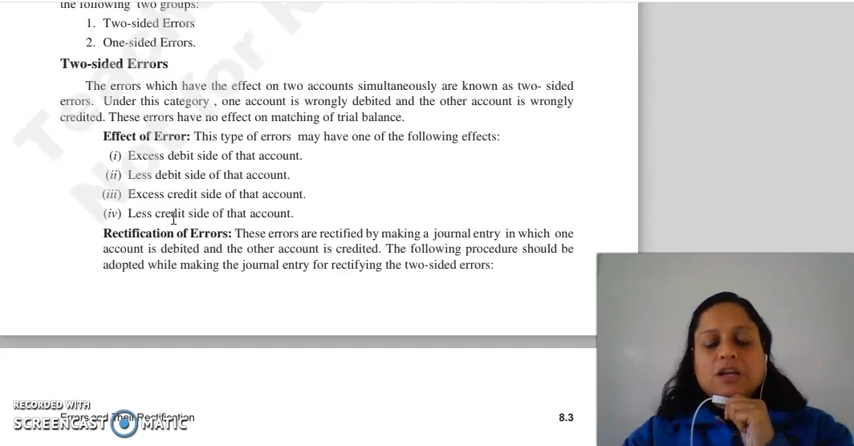 the following two groups:
1. Two-sided Errors
2. One-sided Errors.
Two-sided Errors
The errors which have the effect on two accounts simultaneously are known as two- sided
errors. Under this category , one account is wrongly debited and the other account is wrongly
credited. These errors have no effect on matching of trial balance.
Effect of Error: This type of errors may have one of the following effects:
(i) Excess debit side of that account.
(ii) Less debit side of that account.
(iii) Excess credit side of that account.
(iv) Less credit side of that account.
Rectification of Errors: These errors are rectified by making a journal entry in which one
account is debited and the other account is credited. The following procedure should be
adopted while making the journal entry for rectifying the two-sided errors:
RECORDED WITH
Errors and Their Rectification 8.3
SCREENCAST MATIC